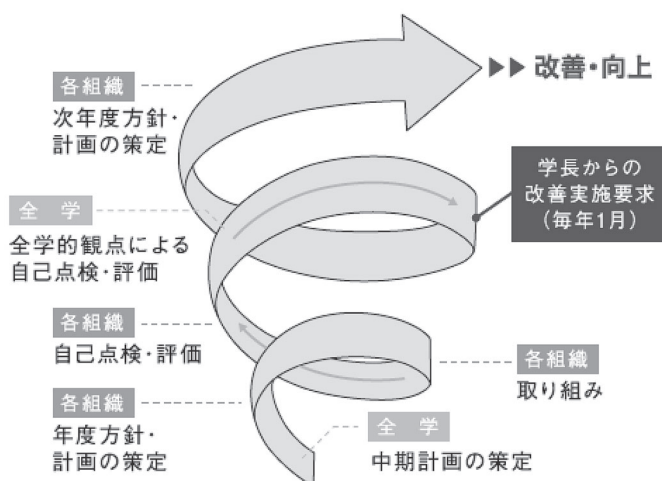 ▶▶ 改善・向上
各組織
次年度方針・
計画の策定
学長からの
改善実施要求
（毎年1月）
全 学
全学的観点による
自己点検・評価
各組織
自己点検・評価
各組織
取り組み
各組織
年度方針・
計画の策定
全 学
中期計画の策定